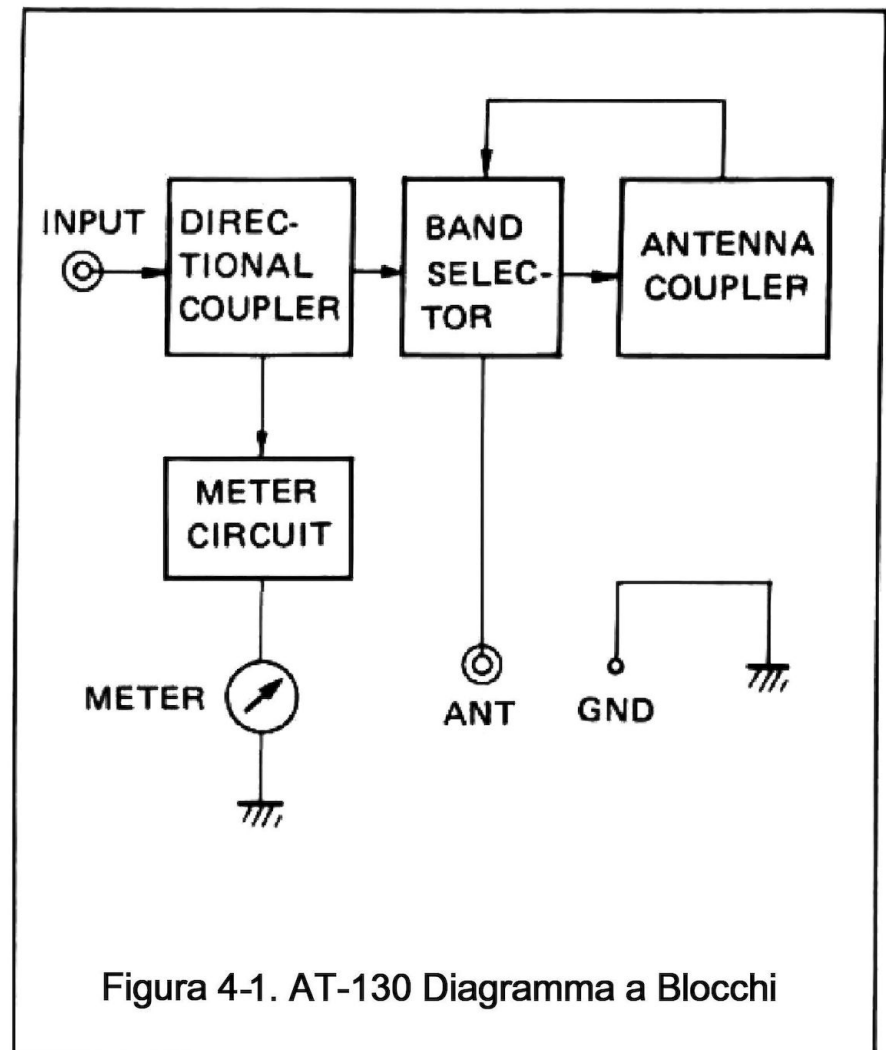 INPUT
DIREC-
TIONAL
COUPLER
BAND
SELEC-
TOR
ANTENNA
COUPLER
METER
CIRCUIT
METER
ANT
GND
Figura 4-1. AT-130 Diagramma a Blocchi